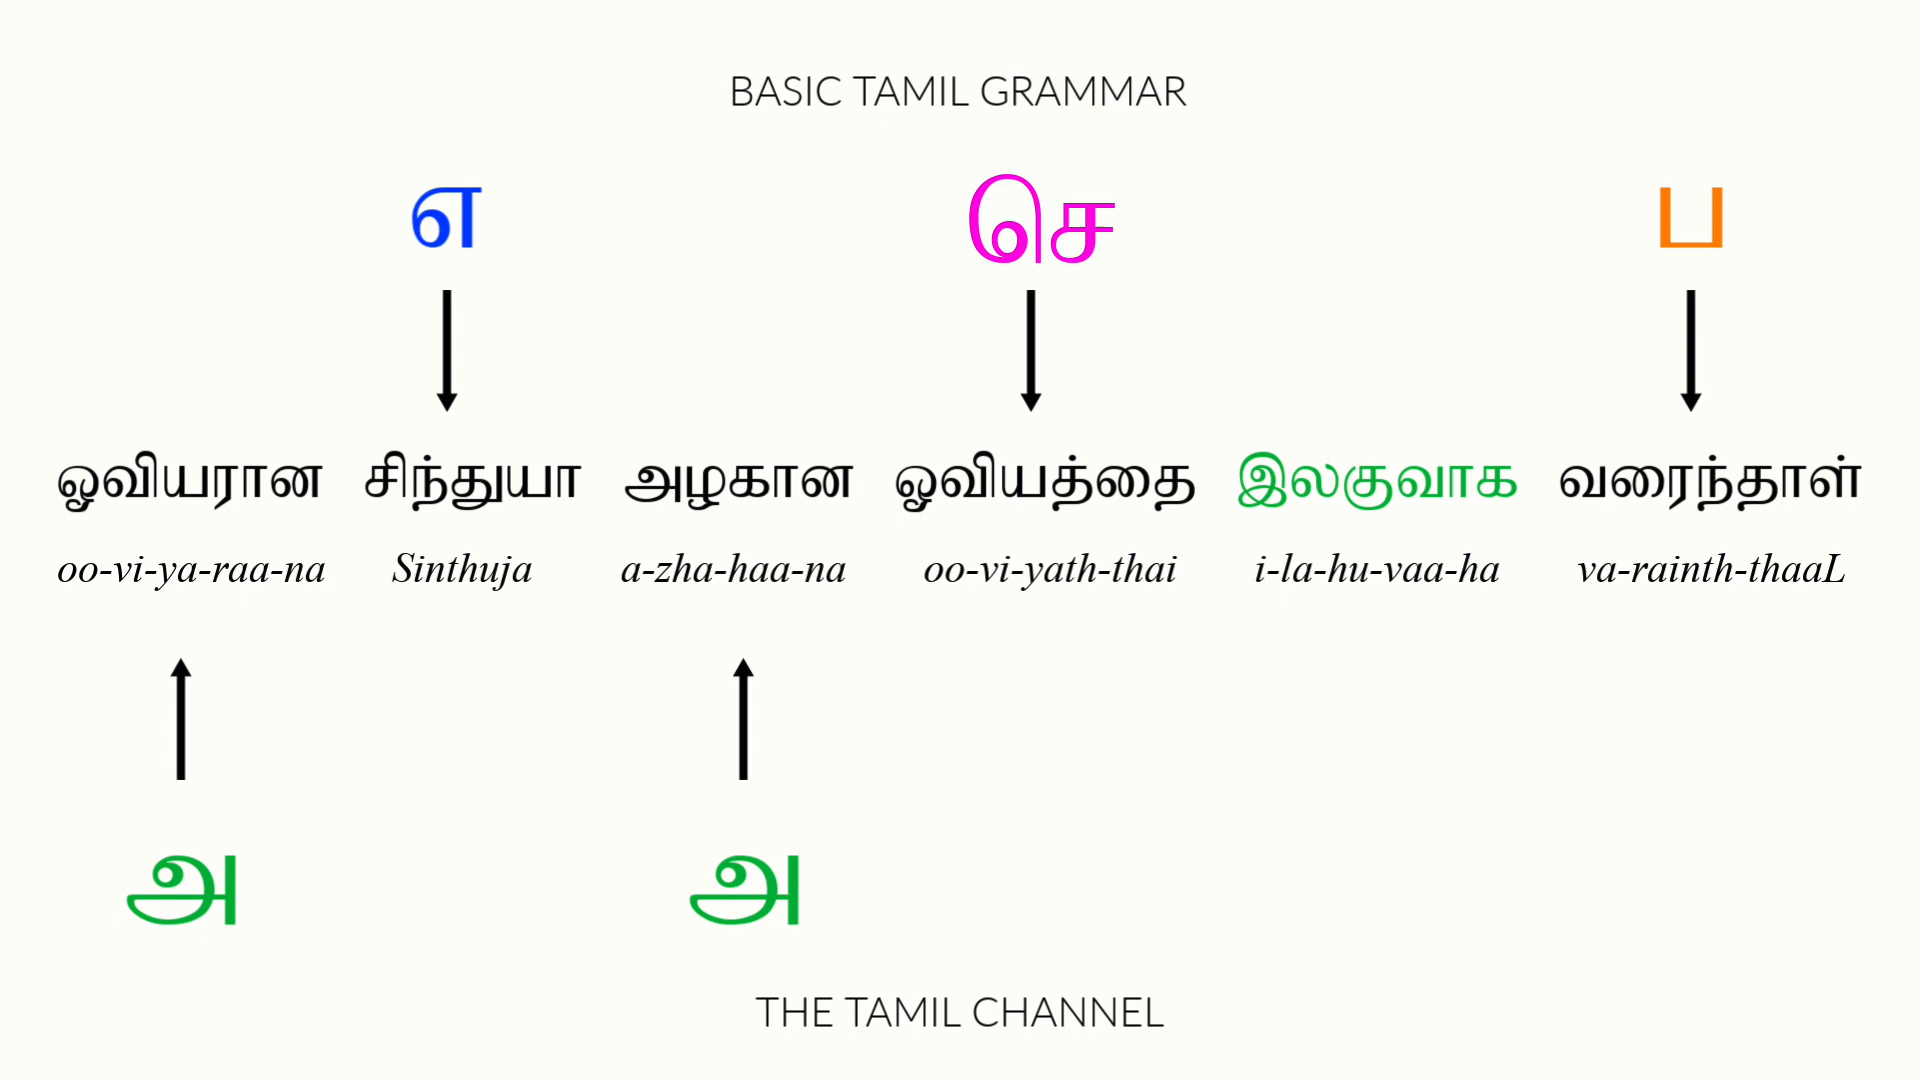 BASIC TAMIL GRAMMAR
எ செ ப
ஓவியரான சிந்துயா அழகான ஓவியத்தை இலகுவாக வரைந்தாள்
oo-vi-ya-raa-na Sinthuja a-zha-haa-na oo-vi-yath-thai i-la-hu-vaa-ha va-rainth-thaaL
அ அ
THE TAMIL CHANNEL